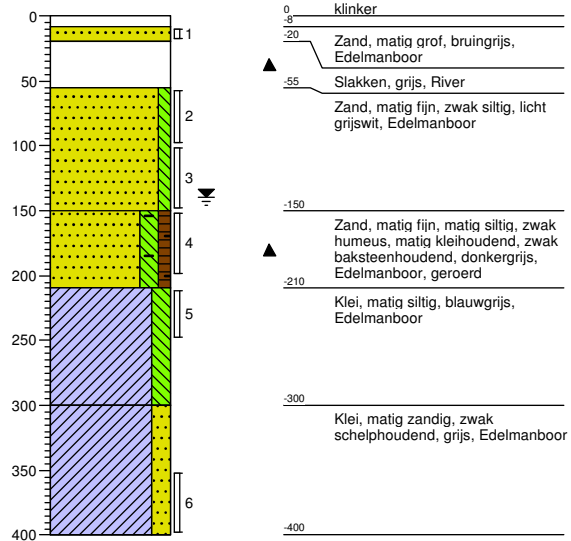 0
50
100
150
200
250
300
350
400
1
2
3
4
5
6
0
klinker
-8
-20
Zand, matig grof, bruingrijs,
Edelmanboor
Slakken, grijs, River
-55
Zand, matig fijn, zwak siltig, licht
grijswit, Edelmanboor
-150
Zand, matig fijn, matig siltig, zwak
humeus, matig kleihoudend, zwak
baksteenhoudend, donkergrijs,
Edelmanboor, geroerd
-210
Klei, matig siltig, blauwgrijs,
Edelmanboor
-300
Klei, matig zandig, zwak
schelphoudend, grijs, Edelmanboor
-400